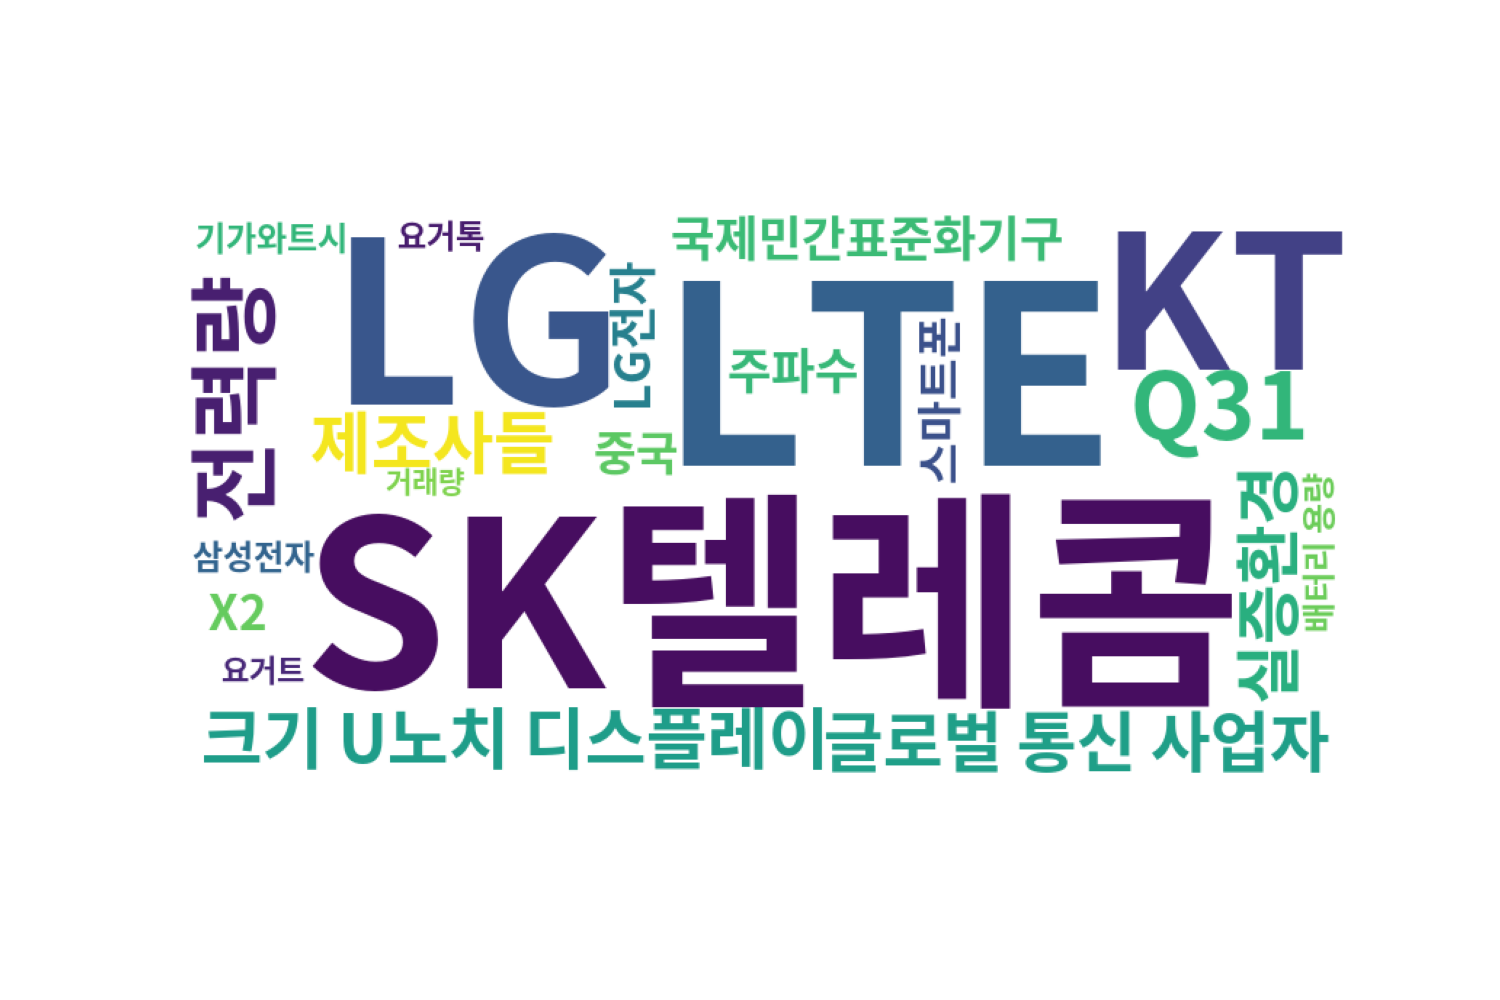 기가와트시
요거톡
국제민간표준화기구
LG
KT
LG전자
LTE
전력량
주파수
스마트폰
Q31
제조사들
중국
거래량
SK텔레콤
실증환경
배터리 용량
삼성전자
X2
요거트
크기 U노치 디스플레이
글로벌 통신 사업자